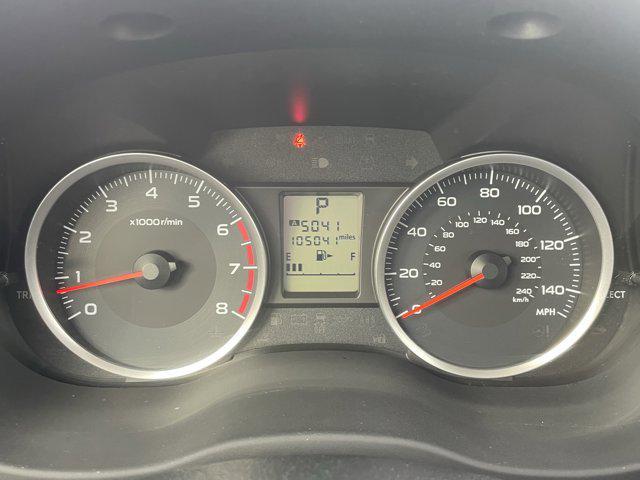 0 1 2 3 4 5 6 7 8
x1000r/min
P
A 5041
105041 miles
E F
0 20 40 60 80 100 120 140
20 40 60 80 100 120 140 160 180 200 220 240
km/h
MPH